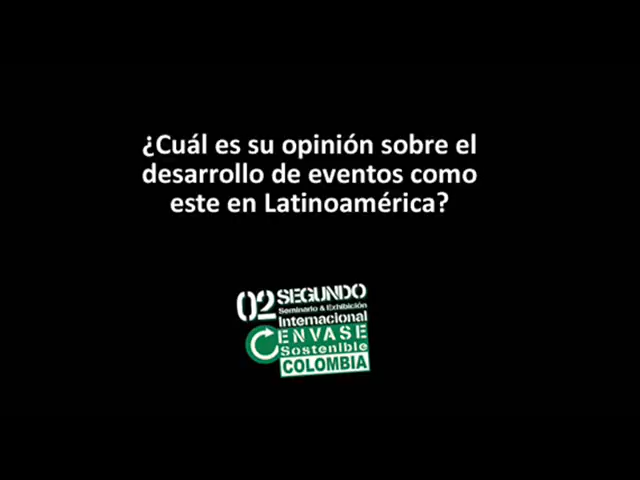 ¿Cuál es su opinión sobre el
desarrollo de eventos como
este en Latinoamérica?
02 SEGUNDO
Seminario & Exhibición
Internacional
ENVASE
Sostenible
COLOMBIA